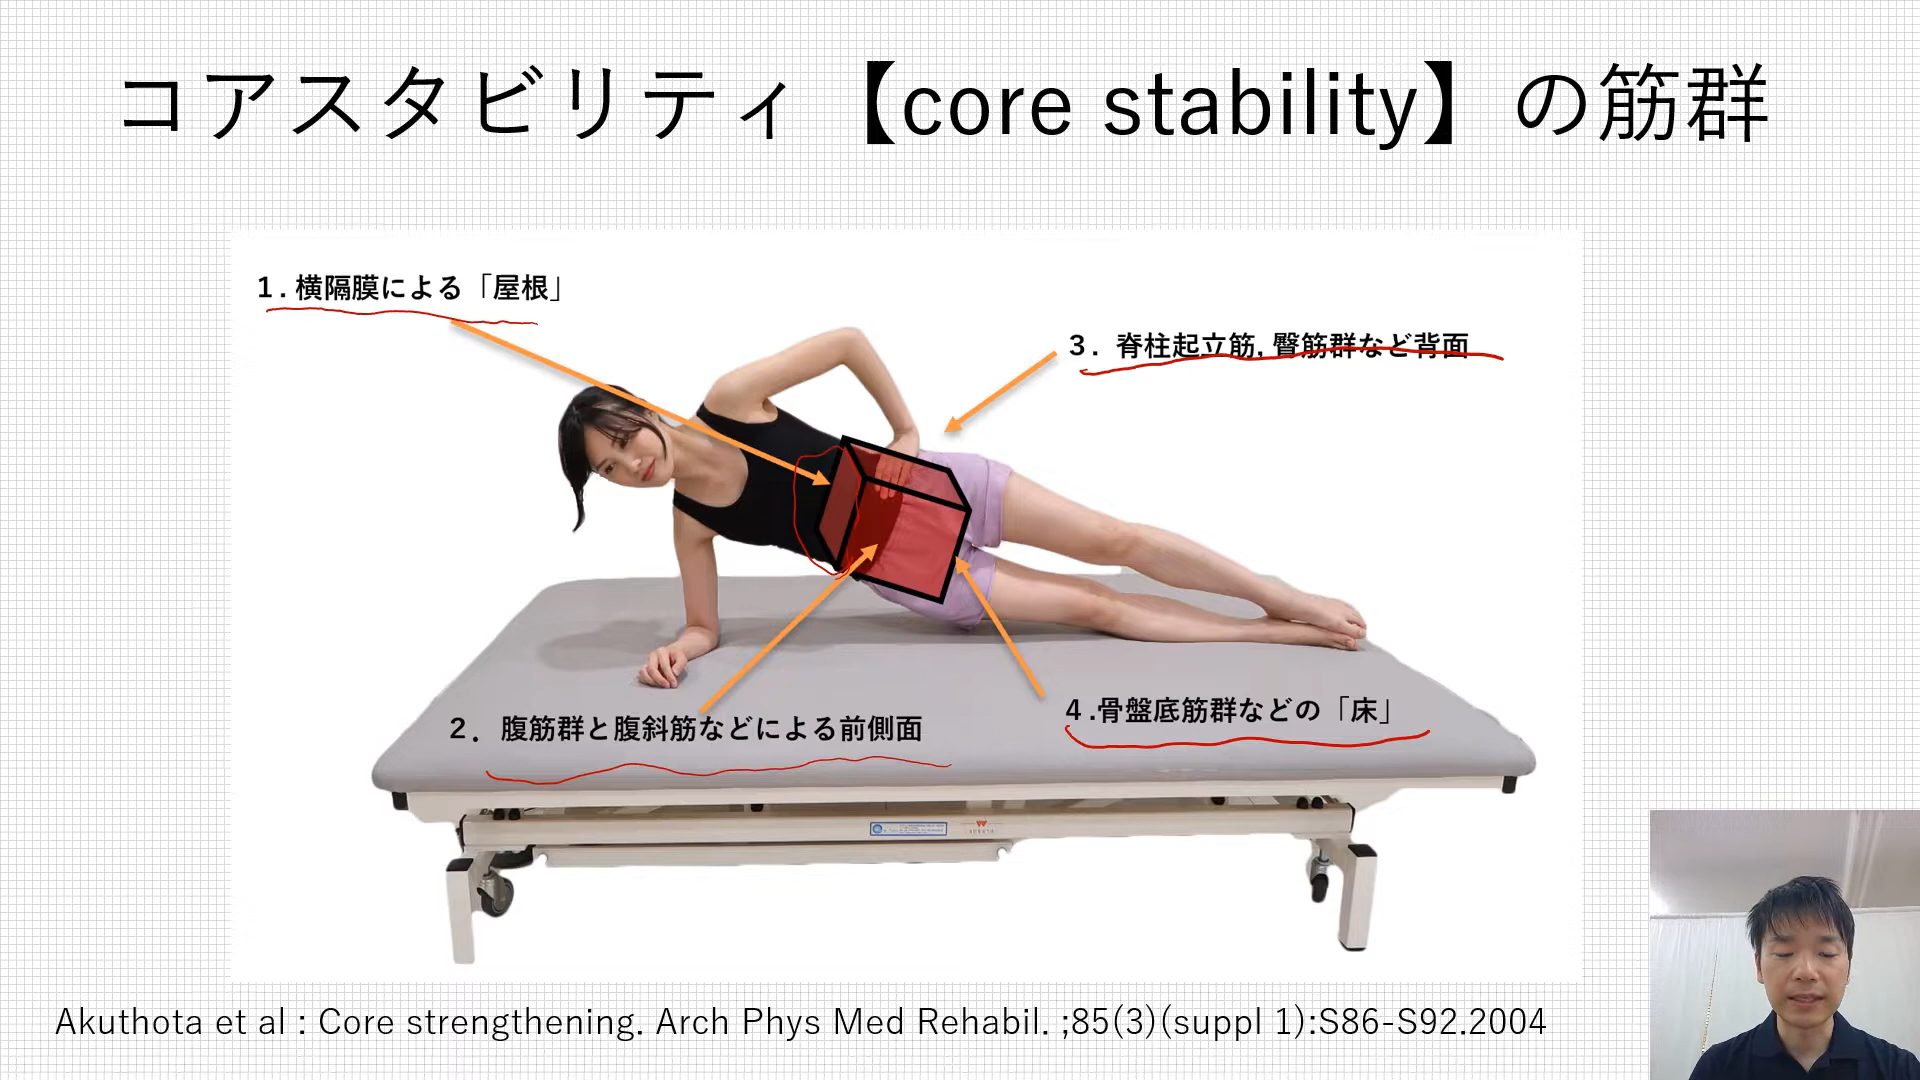 コアスタビリティ【core stability】の筋群
1. 横隔膜による「屋根」
3. 脊柱起立筋, 臀筋群など背面
2. 腹筋群と腹斜筋などによる前側面
4.骨盤底筋群などの「床」
Akuthota et al : Core strengthening. Arch Phys Med Rehabil. ;85(3)(suppl 1):S86-S92.2004